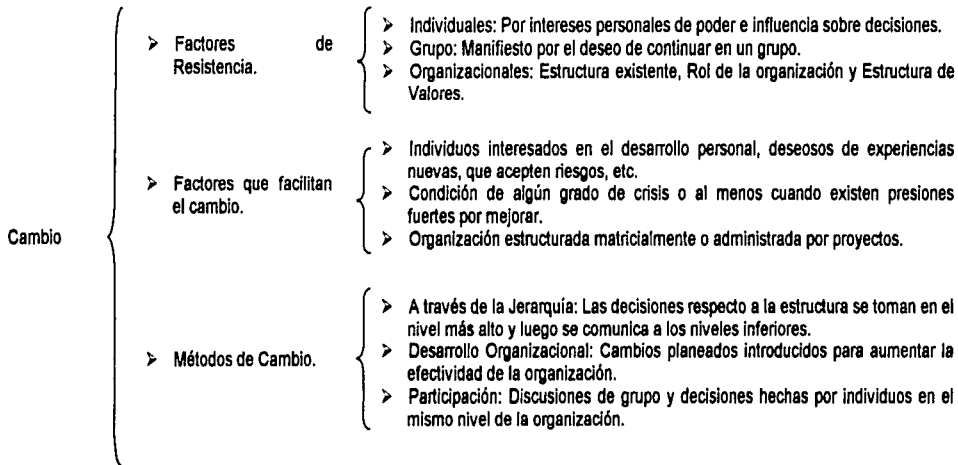 Cambio
➢ Factores de
Resistencia.
➢ Individuales: Por intereses personales de poder e influencia sobre decisiones.
➢ Grupo: Manifiesto por el deseo de continuar en un grupo.
➢ Organizacionales: Estructura existente, Rol de la organización y Estructura de
Valores.
➢ Factores que facilitan
el cambio.
➢ Individuos interesados en el desarrollo personal, deseosos de experiencias
nuevas, que acepten riesgos, etc.
➢ Condición de algún grado de crisis o al menos cuando existen presiones
fuertes por mejorar.
➢ Organización estructurada matricialmente o administrada por proyectos.
➢ Métodos de Cambio.
➢ A través de la Jerarquía: Las decisiones respecto a la estructura se toman en el
nivel más alto y luego se comunica a los niveles inferiores.
➢ Desarrollo Organizacional: Cambios planeados introducidos para aumentar la
efectividad de la organización.
➢ Participación: Discusiones de grupo y decisiones hechas por individuos en el
mismo nivel de la organización.